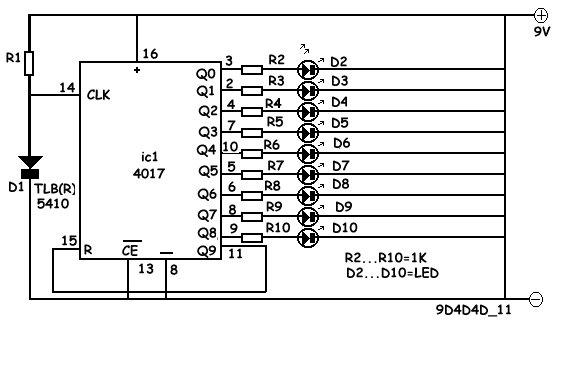 9V
R1
16
+
3 R2 D2
Q0
14 CLK
2 R3 D3
Q1
4 R4 D4
Q2
7 R5 D5
Q3
10 R6 D6
Q4
ic1
4017
5 R7 D7
Q5
D1 TLB(R)
5410
6 R8 D8
Q6
8 R9 D9
Q7
9 R10 D10
Q8
15 R
CE
Q9
11
13 8
R2...R10=1K
D2...D10=LED
9D4D4D_11